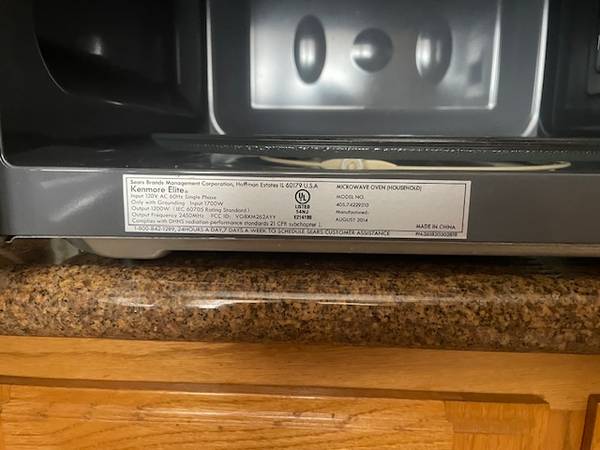 Sears Brands Management Corporation, Hoffman Estates IL 60179 U.S.A
Kenmore Elite®
Input 120V AC 60Hz Single Phase
Only with Grounding Input 1700W
Output 1200W (IEC 60705 Rating Standard)
Output Frequency 2450MHz FCC ID:
Complies with DHHS radiation performance standards 21 CFR subchapter J.
1-800-842-1299, 24HOURS A DAY,7 DAYS A WEEK TO SCHEDULE SEARS CUSTOMER ASSISTANCE
UL
LISTED
MICROWAVE OVEN (HOUSEHOLD)
MODEL NO.
405.74229310
Manufactured:
AUGUST 2014
MADE IN CHINA